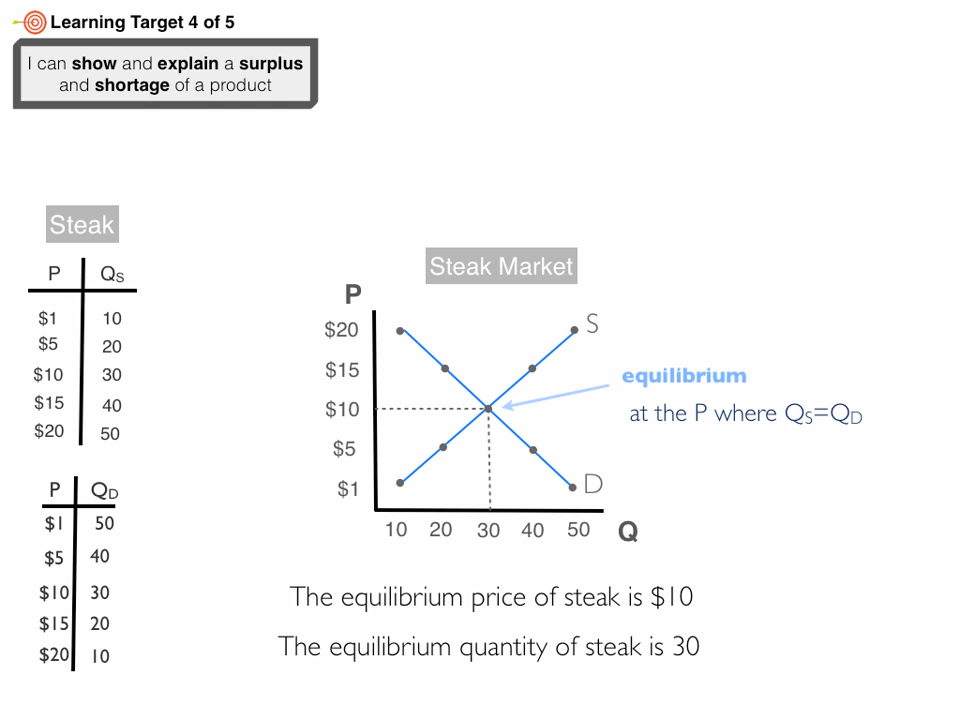 Learning Target 4 of 5
I can show and explain a surplus
and shortage of a product
Steak
P QS
$1 10
$5 20
$10 30
$15 40
$20 50
P QD
$1 50
$5 40
$10 30
$15 20
$20 10
Steak Market
P
$20
$15
$10
$5
$1
S
D
equilibrium
at the P where QS=QD
10 20 30 40 50 Q
The equilibrium price of steak is $10
The equilibrium quantity of steak is 30